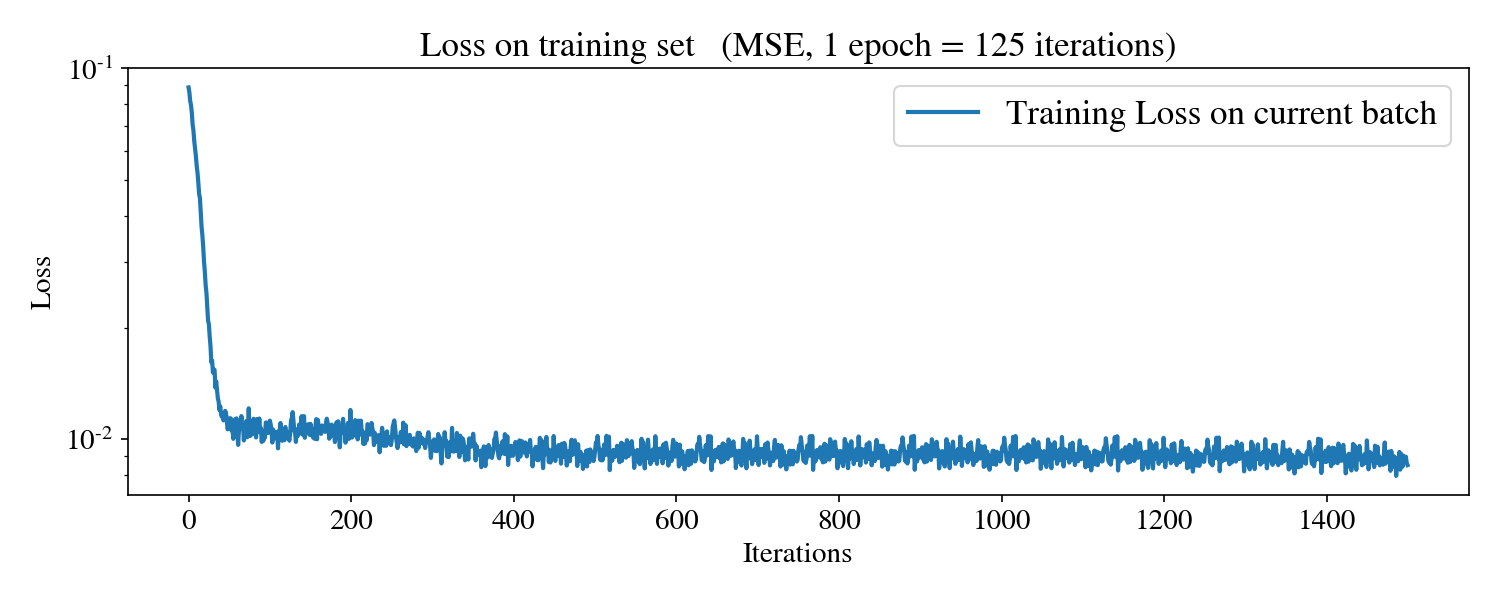 Loss on training set (MSE, 1 epoch = 125 iterations)
10⁻¹
Training Loss on current batch
Loss
10⁻²
0 200 400 600 800 1000 1200 1400
Iterations